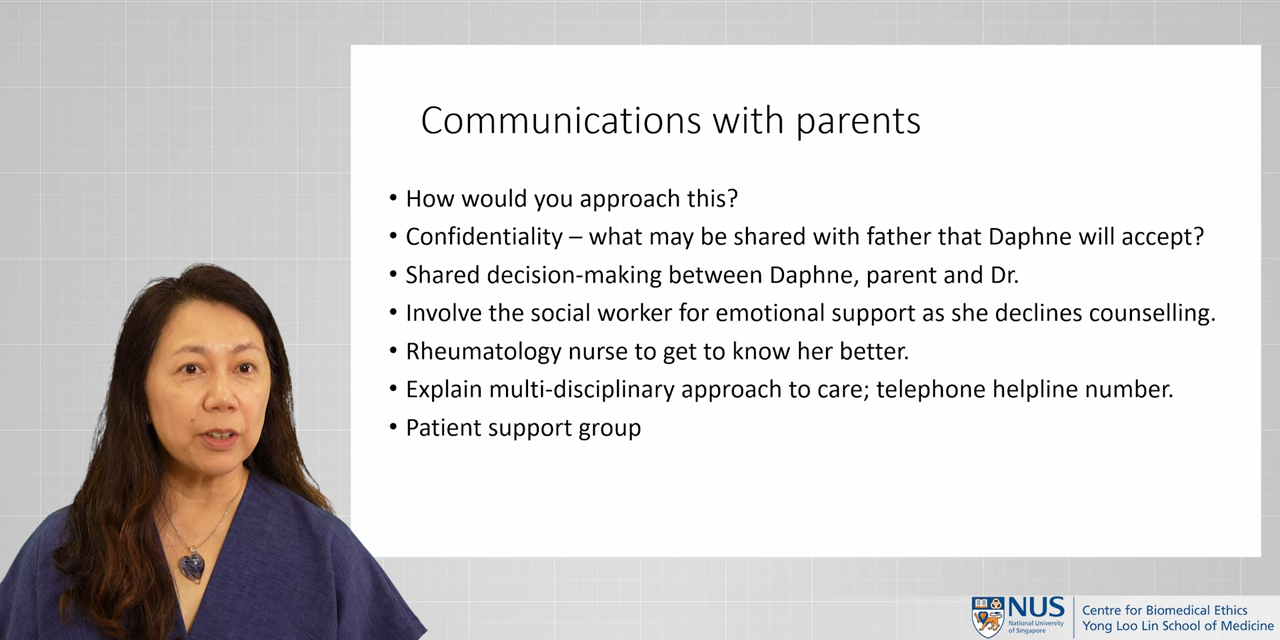 Communications with parents
• How would you approach this?
• Confidentiality – what may be shared with father that Daphne will accept?
• Shared decision-making between Daphne, parent and Dr.
• Involve the social worker for emotional support as she declines counselling.
• Rheumatology nurse to get to know her better.
• Explain multi-disciplinary approach to care; telephone helpline number.
• Patient support group
NUS
National University
of Singapore
Centre for Biomedical Ethics
Yong Loo Lin School of Medicine